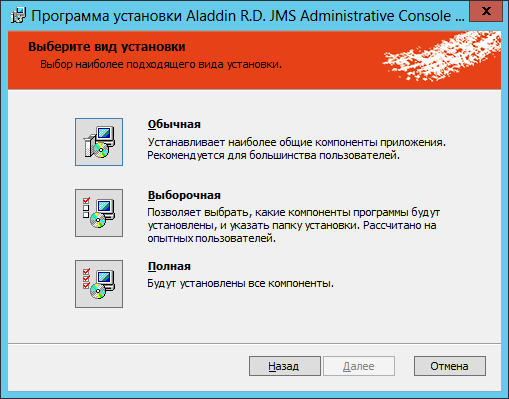 Программа установки Aladdin R.D. JMS Administrative Console ...
Выберите вид установки
Выбор наиболее подходящего вида установки.
Обычная
Устанавливает наиболее общие компоненты приложения.
Рекомендуется для большинства пользователей.
Выборочная
Позволяет выбрать, какие компоненты программы будут
установлены, и указать папку установки. Рассчитано на
опытных пользователей.
Полная
Будут установлены все компоненты.
Назад
Далее
Отмена